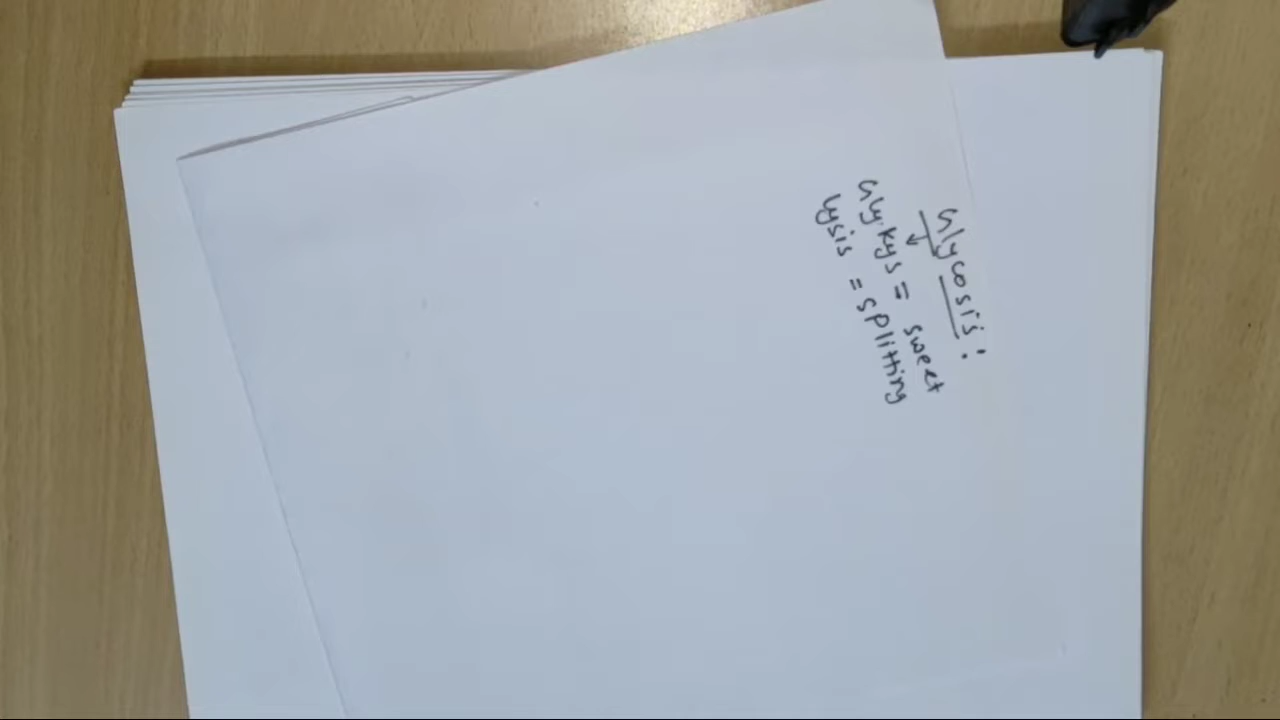 Glycosis:
Glykys = sweet
lysis = splitting